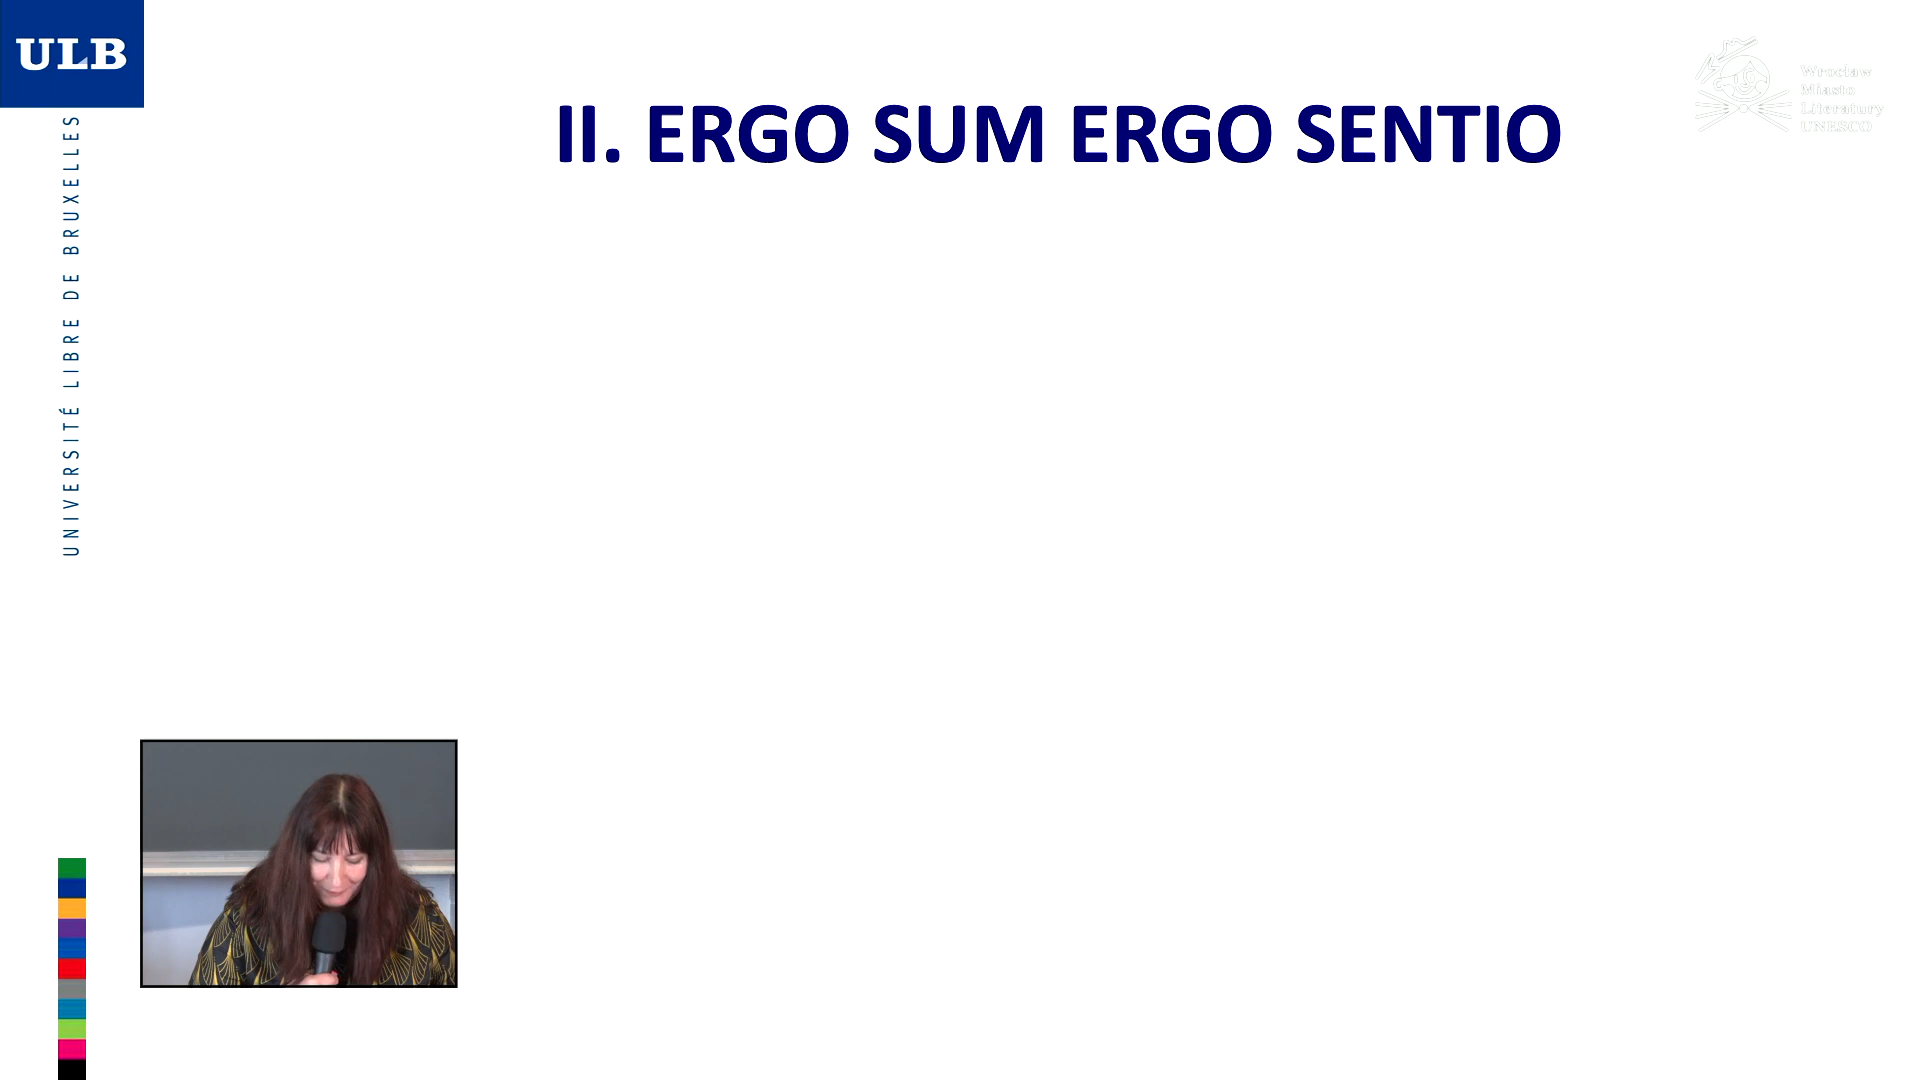 ULB
UNIVERSITÉ LIBRE DE BRUXELLES
II. ERGO SUM ERGO SENTIO
Wrocław
Miasto
Literatury
UNESCO